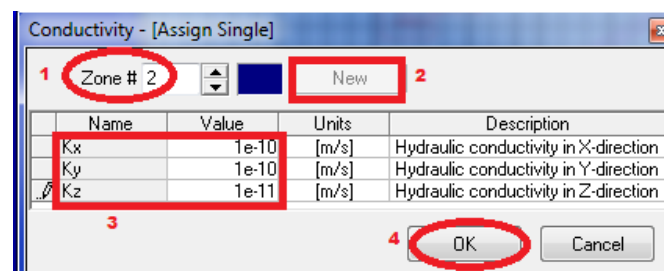 Conductivity - [Assign Single]
1 Zone # 2 New 2
Name Value Units Description
Kx 1e-10 [m/s] Hydraulic conductivity in X-direction
Ky 1e-10 [m/s] Hydraulic conductivity in Y-direction
Kz 1e-11 [m/s] Hydraulic conductivity in Z-direction
3
4 OK Cancel